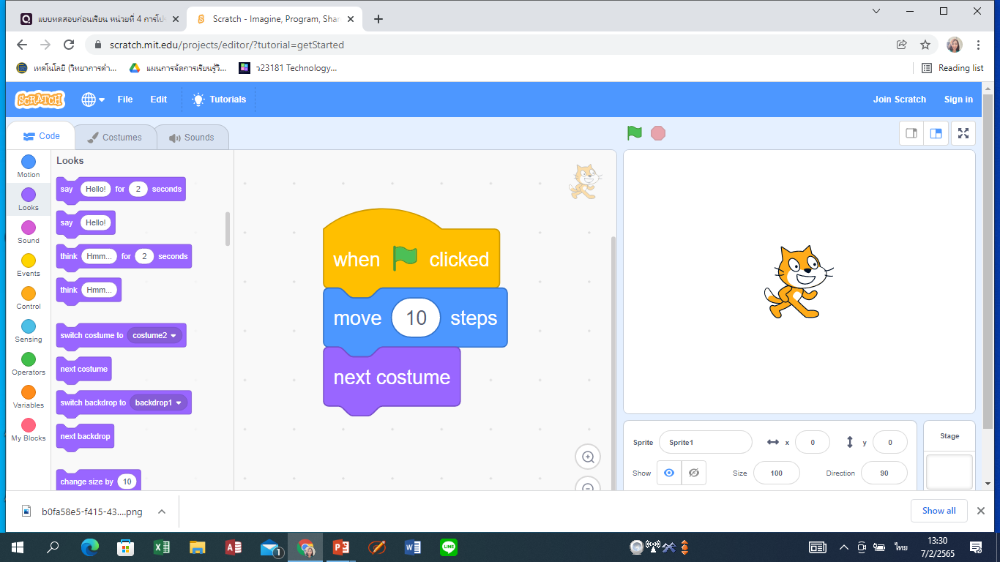 แบบทดสอบก่อนเรียน หน่วยที่ 4 การโปร
Scratch - Imagine, Program, Shar
scratch.mit.edu/projects/editor/?tutorial=getStarted
เทคโนโลยี (วิทยาการคำ...
แผนการจัดการเรียนรู้วิ...
ว23181 Technology...
Reading list
SCRATCH
File
Edit
Tutorials
Join Scratch
Sign in
Code
Costumes
Sounds
Motion
Looks
Sound
Events
Control
Sensing
Operators
Variables
My Blocks
Looks
say Hello! for 2 seconds
say Hello!
think Hmm... for 2 seconds
think Hmm...
switch costume to costume2
next costume
switch backdrop to backdrop1
next backdrop
change size by 10
when clicked
move 10 steps
next costume
Sprite Sprite1 x 0 y 0
Show Size 100 Direction 90
Stage
b0fa58e5-f415-43....png
Show all
1
LINE
ไทย
13:30
7/2/2565